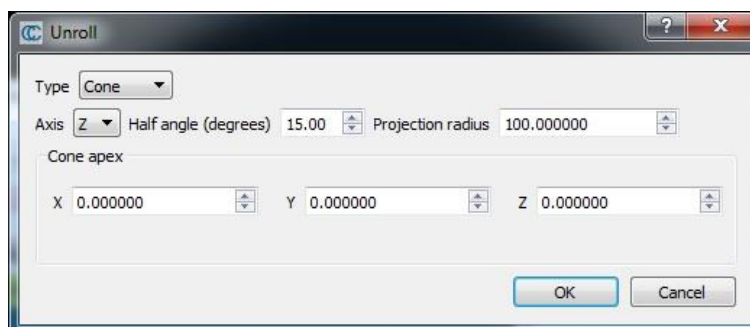 Unroll
Type Cone
Axis Z Half angle (degrees) 15.00 Projection radius 100.000000
Cone apex
X 0.000000 Y 0.000000 Z 0.000000
OK Cancel